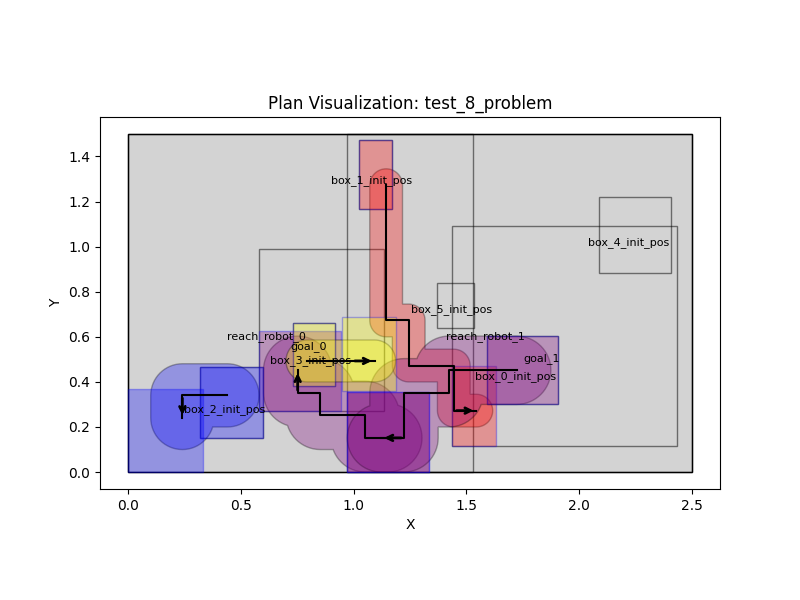 Plan Visualization: test_8_problem
1.4
1.2
1.0
0.8
0.6
0.4
0.2
0.0
Y
box_1_init_pos
box_4_init_pos
box_5_init_pos
reach_robot_0
reach_robot_1
goal_0
goal_1
box_3_init_pos
box_0_init_pos
box_2_init_pos
0.0
0.5
1.0
1.5
2.0
2.5
X